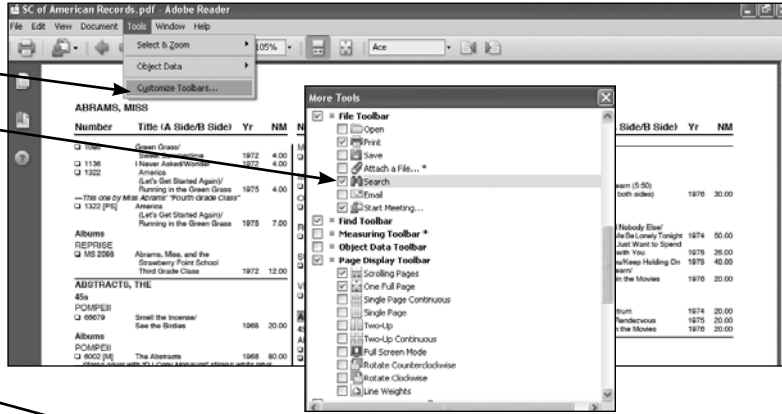 SC of American Records.pdf - Adobe Reader
File Edit View Document Tools Window Help
Select & Zoom
05%
Ace
Object Data
Customize Toolbars...
ABRAMS, MISS
Number Title (A Side/B Side) Yr NM
Green Grass/
Sweet Summertime 1972 4.00
1136 I Never Asked/Wonder 1972 4.00
1322 America
(Let's Get Started Again)/
Running in the Green Grass 1975 4.00
—This one by Miss Abrams' "Fourth Grade Class"
1322 [PS] America
(Let's Get Started Again)/
Running in the Green Grass 1975 7.00
Albums
REPRISE
MS 2098 Abrams, Miss, and the
Strawberry Point School
Third Grade Class 1972 12.00
ABSTRACTS, THE
45s
POMPEII
66679 Smell the Incense/
See the Birdies 1968 20.00
Albums
POMPEII
6002 [M] The Abstracts 1968 80.00
More Tools
File Toolbar
Open
Print
Save
Attach a File... *
Search
Email
Start Meeting...
Find Toolbar
Measuring Toolbar *
Object Data Toolbar
Page Display Toolbar
Scrolling Pages
One Full Page
Single Page Continuous
Single Page
Two-Up
Two-Up Continuous
Full Screen Mode
Rotate Counterclockwise
Rotate Clockwise
Line Weights
Side/B Side) Yr NM
earn (5:50)
both sides) 1976 30.00
Nobody Else/
Me Be Lonely Tonight 1974 50.00
Just Want to Spend
with You 1975 25.00
Keep Holding On 1975 40.00
earn/
in the Movies 1976 20.00
trum 1974 20.00
Rendezvous 1975 20.00
the Movies 1976 20.00